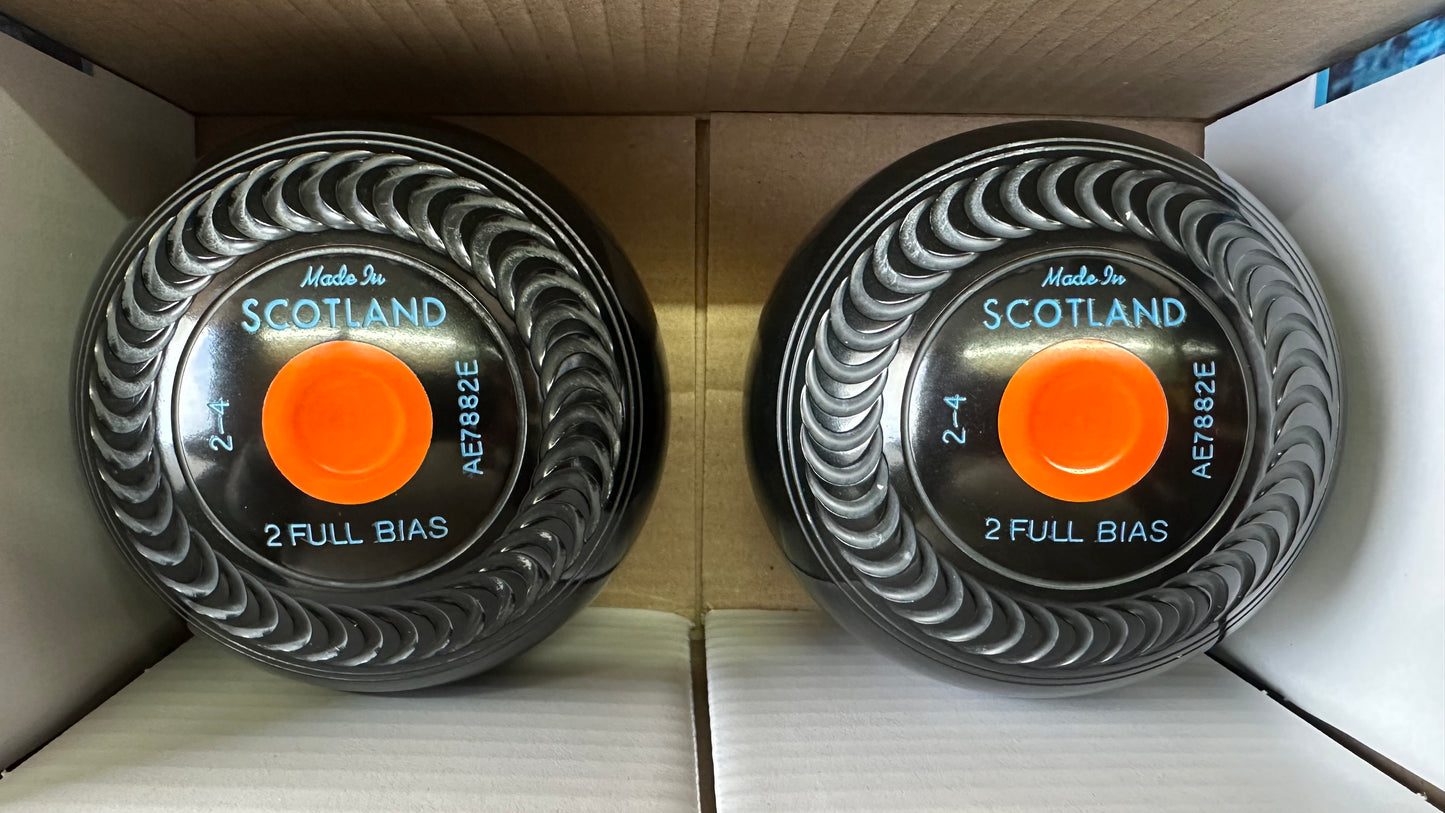 Made In
SCOTLAND
2-4
AE7882E
2 FULL BIAS
Made In
SCOTLAND
2-4
AE7882E
2 FULL BIAS